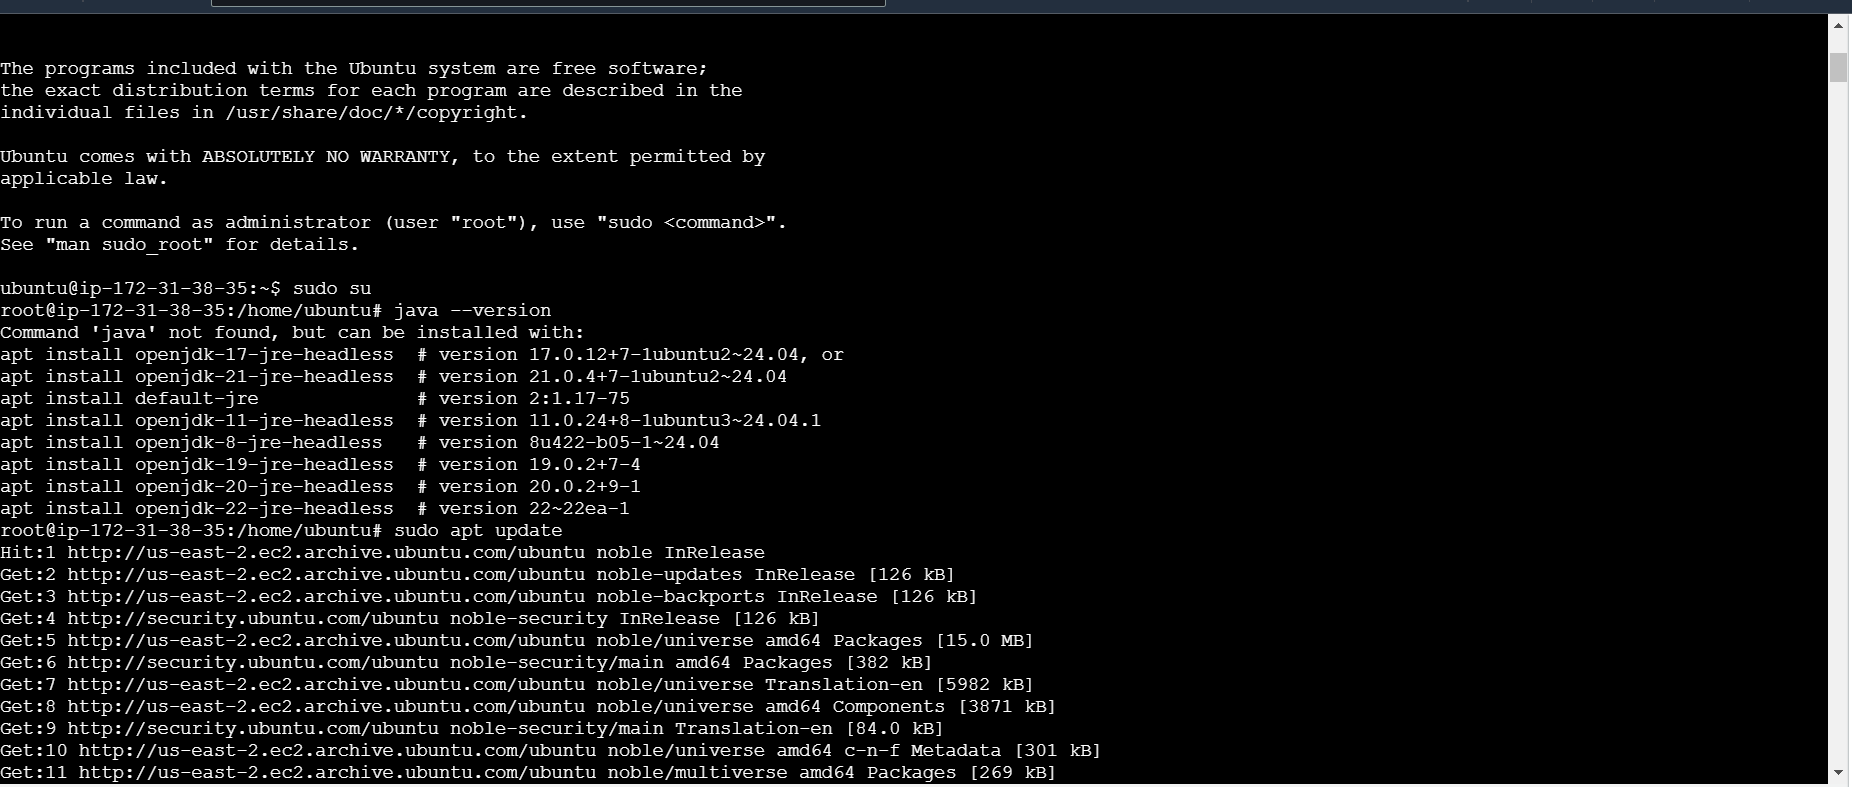 The programs included with the Ubuntu system are free software;
the exact distribution terms for each program are described in the
individual files in /usr/share/doc/*/copyright.
Ubuntu comes with ABSOLUTELY NO WARRANTY, to the extent permitted by
applicable law.
To run a command as administrator (user "root"), use "sudo <command>".
See "man sudo_root" for details.
ubuntu@ip-172-31-38-35:~$ sudo su
root@ip-172-31-38-35:/home/ubuntu# java --version
Command 'java' not found, but can be installed with:
apt install openjdk-17-jre-headless  # version 17.0.12+7-1ubuntu2~24.04, or
apt install openjdk-21-jre-headless  # version 21.0.4+7-1ubuntu2~24.04
apt install default-jre              # version 2:1.17-75
apt install openjdk-11-jre-headless  # version 11.0.24+8-1ubuntu3~24.04.1
apt install openjdk-8-jre-headless   # version 8u422-b05-1~24.04
apt install openjdk-19-jre-headless  # version 19.0.2+7-4
apt install openjdk-20-jre-headless  # version 20.0.2+9-1
apt install openjdk-22-jre-headless  # version 22~22ea-1
root@ip-172-31-38-35:/home/ubuntu# sudo apt update
Hit:1 http://us-east-2.ec2.archive.ubuntu.com/ubuntu noble InRelease
Get:2 http://us-east-2.ec2.archive.ubuntu.com/ubuntu noble-updates InRelease [126 kB]
Get:3 http://us-east-2.ec2.archive.ubuntu.com/ubuntu noble-backports InRelease [126 kB]
Get:4 http://security.ubuntu.com/ubuntu noble-security InRelease [126 kB]
Get:5 http://us-east-2.ec2.archive.ubuntu.com/ubuntu noble/universe amd64 Packages [15.0 MB]
Get:6 http://security.ubuntu.com/ubuntu noble-security/main amd64 Packages [382 kB]
Get:7 http://us-east-2.ec2.archive.ubuntu.com/ubuntu noble/universe Translation-en [5982 kB]
Get:8 http://us-east-2.ec2.archive.ubuntu.com/ubuntu noble/universe amd64 Components [3871 kB]
Get:9 http://security.ubuntu.com/ubuntu noble-security/main Translation-en [84.0 kB]
Get:10 http://us-east-2.ec2.archive.ubuntu.com/ubuntu noble/universe amd64 c-n-f Metadata [301 kB]
Get:11 http://us-east-2.ec2.archive.ubuntu.com/ubuntu noble/multiverse amd64 Packages [269 kB]